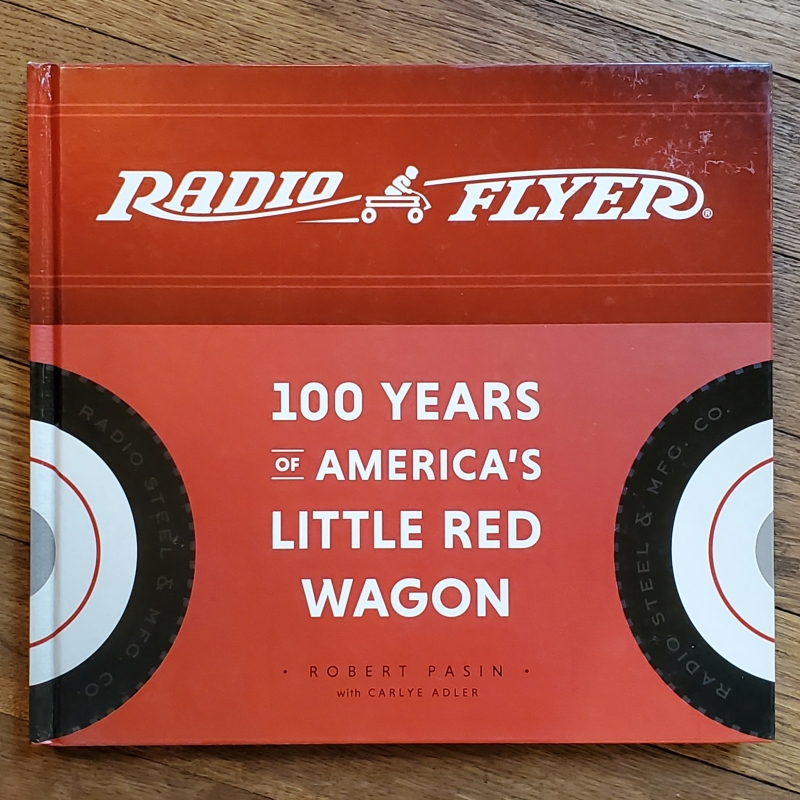 RADIO FLYER®
100 YEARS
OF AMERICA'S
LITTLE RED
WAGON
• ROBERT PASIN •
with CARLYE ADLER
RADIO STEEL & MFG. CO.
RADIO STEEL & MFG. CO.